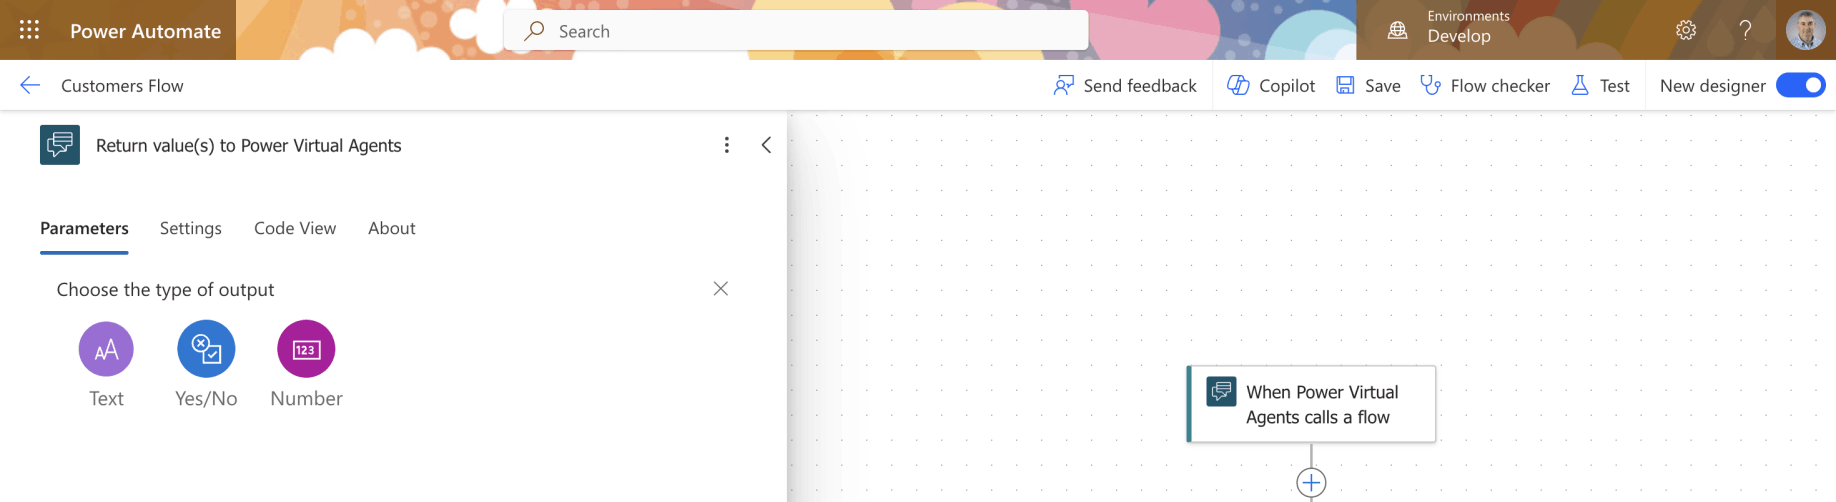 Power Automate
Search
Environments
Develop
?
Customers Flow
Send feedback
Copilot
Save
Flow checker
Test
New designer
Return value(s) to Power Virtual Agents
Parameters
Settings
Code View
About
Choose the type of output
AA
123
Text
Yes/No
Number
When Power Virtual
Agents calls a flow